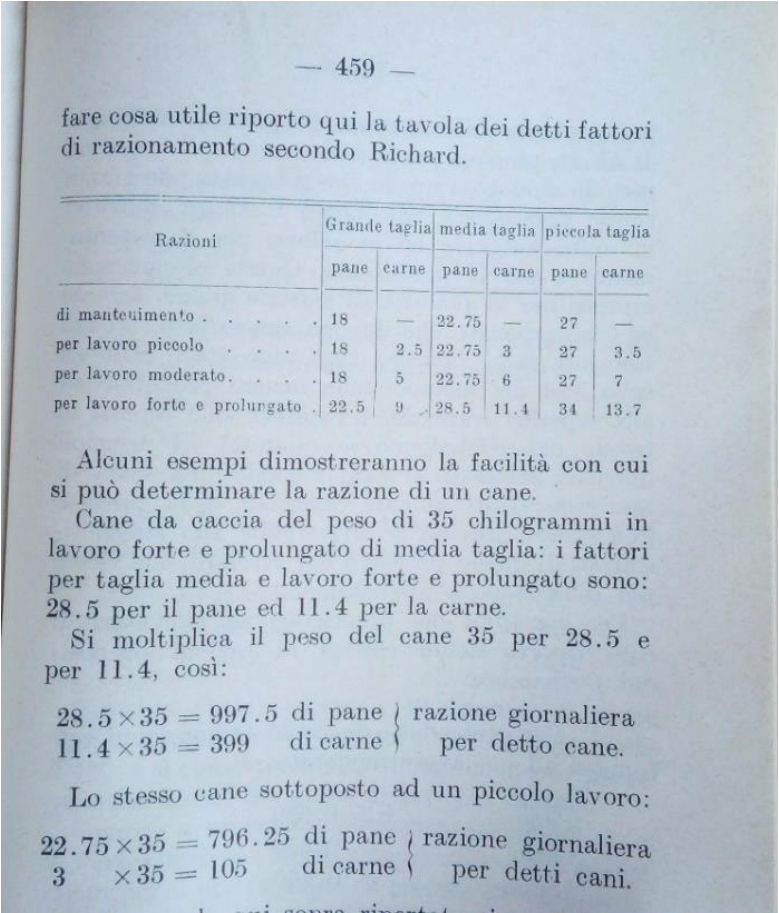 — 459 —
fare cosa utile riporto qui la tavola dei detti fattori
di razionamento secondo Richard.
Razioni Grande taglia media taglia piccola taglia
pane carne pane carne pane carne
di mantenimento . . . . . 18 — 22.75 — 27 —
per lavoro piccolo . . . . 18 2.5 22.75 3 27 3.5
per lavoro moderato. . . . 18 5 22.75 6 27 7
per lavoro forte e prolungato . 22.5 9 28.5 11.4 34 13.7
Alcuni esempi dimostreranno la facilità con cui
si può determinare la razione di un cane.
Cane da caccia del peso di 35 chilogrammi in
lavoro forte e prolungato di media taglia: i fattori
per taglia media e lavoro forte e prolungato sono:
28.5 per il pane ed 11.4 per la carne.
Si moltiplica il peso del cane 35 per 28.5 e
per 11.4, così:
28.5 × 35 = 997.5 di pane } razione giornaliera
11.4 × 35 = 399 di carne } per detto cane.
Lo stesso cane sottoposto ad un piccolo lavoro:
22.75 × 35 = 796.25 di pane } razione giornaliera
3 × 35 = 105 di carne } per detti cani.